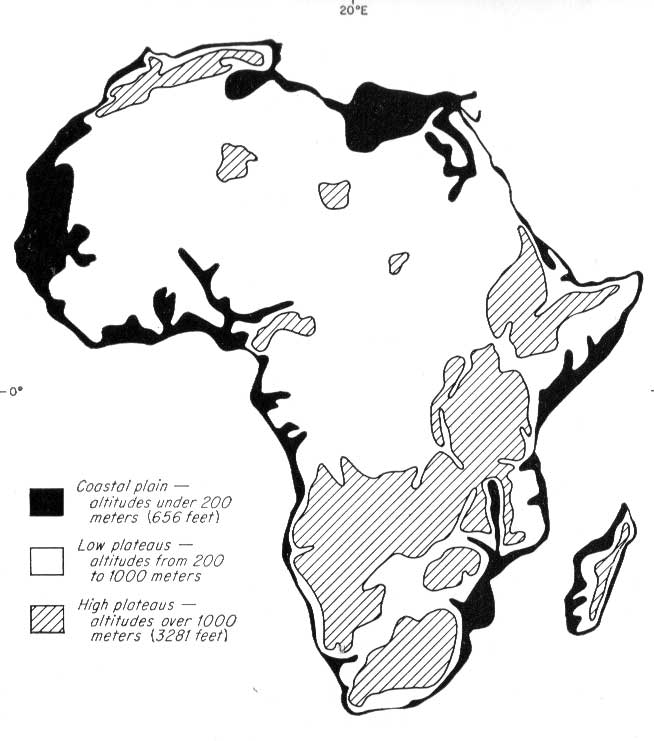 20°E
0°
Coastal plain —
altitudes under 200
meters (656 feet)
Low plateaus —
altitudes from 200
to 1000 meters
High plateaus —
altitudes over 1000
meters (3281 feet)